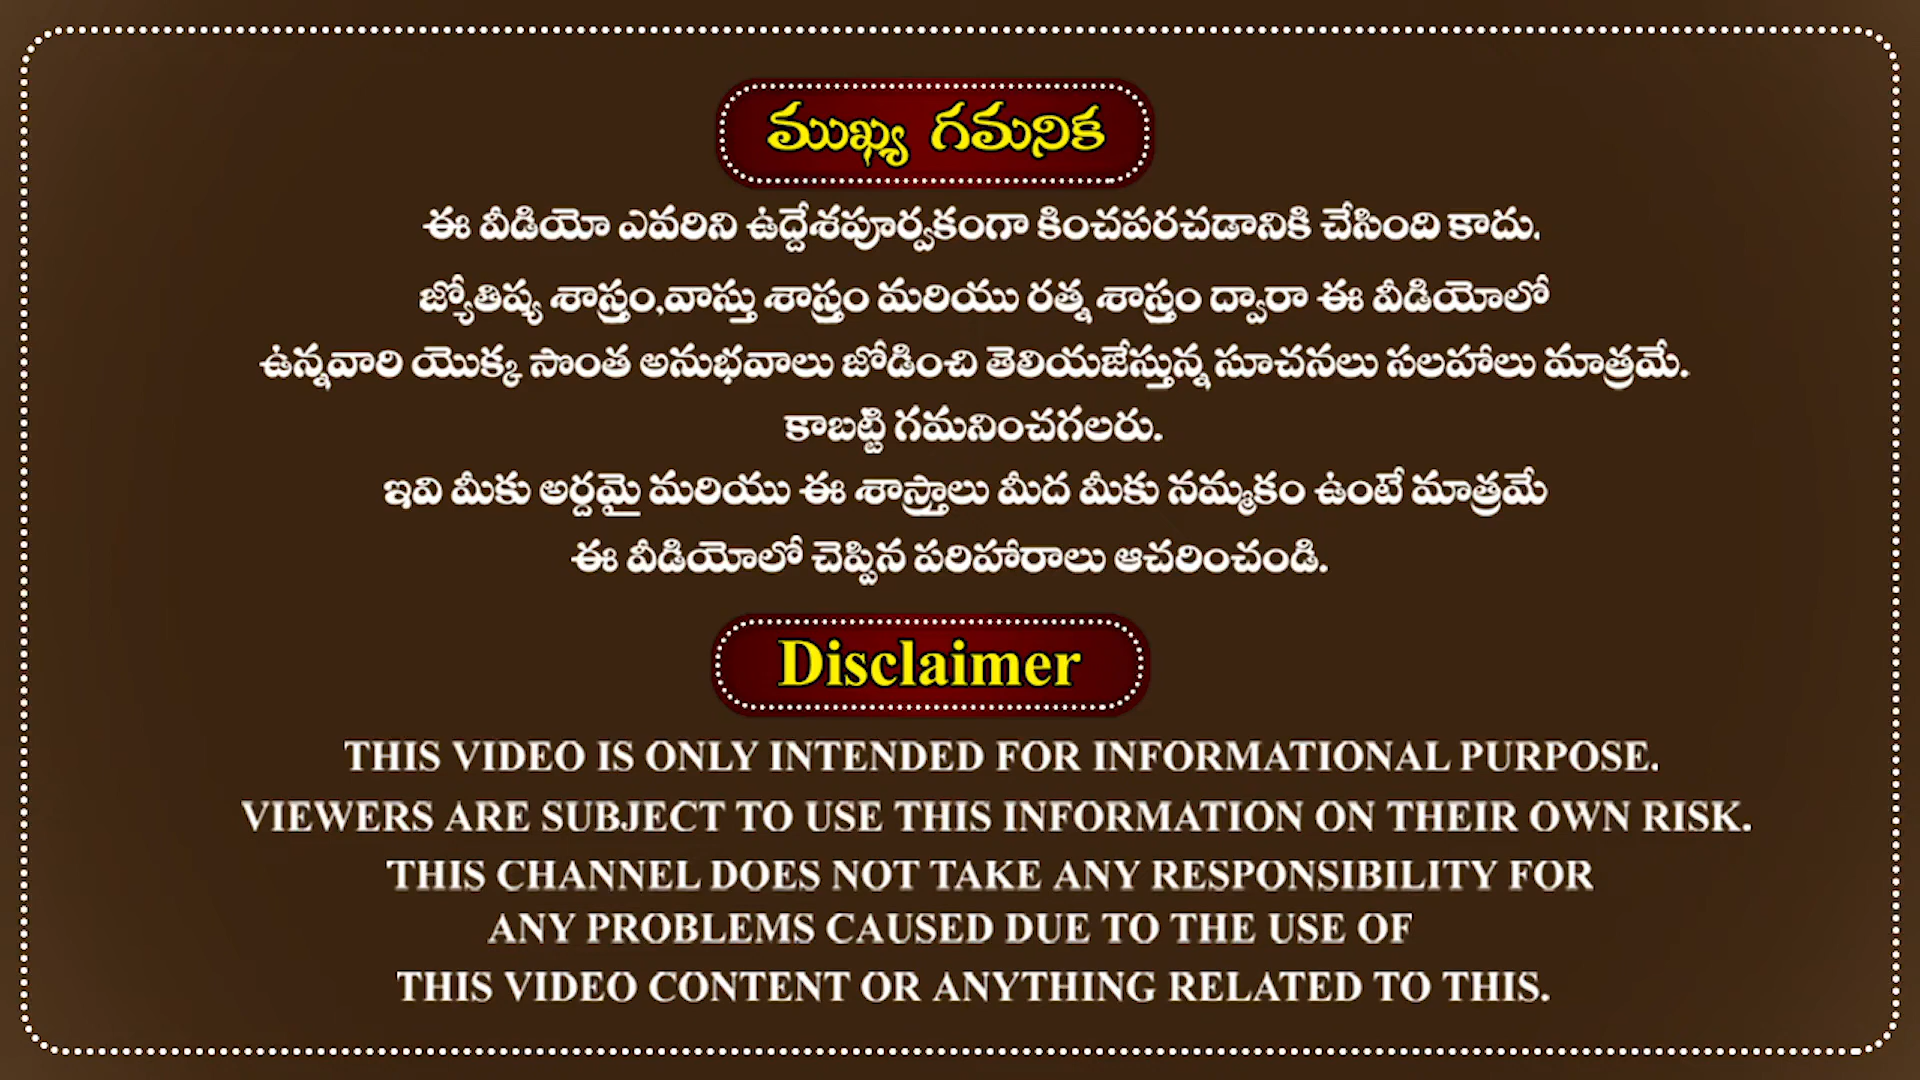 ముఖ్య గమనిక
ఈ వీడియో ఎవరిని ఉద్దేశపూర్వకంగా కించపరచడానికి చేసింది కాదు.
జ్యోతిష్య శాస్త్రం,వాస్తు శాస్త్రం మరియు రత్న శాస్త్రం ద్వారా ఈ వీడియోలో
ఉన్నవారి యొక్క సొంత అనుభవాలు జోడించి తెలియజేస్తున్న సూచనలు సలహాలు మాత్రమే.
కాబట్టి గమనించగలరు.
ఇవి మీకు అర్దమై మరియు ఈ శాస్త్రాలు మీద మీకు నమ్మకం ఉంటే మాత్రమే
ఈ వీడియోలో చెప్పిన పరిహారాలు ఆచరించండి.
Disclaimer
THIS VIDEO IS ONLY INTENDED FOR INFORMATIONAL PURPOSE.
VIEWERS ARE SUBJECT TO USE THIS INFORMATION ON THEIR OWN RISK.
THIS CHANNEL DOES NOT TAKE ANY RESPONSIBILITY FOR
ANY PROBLEMS CAUSED DUE TO THE USE OF
THIS VIDEO CONTENT OR ANYTHING RELATED TO THIS.